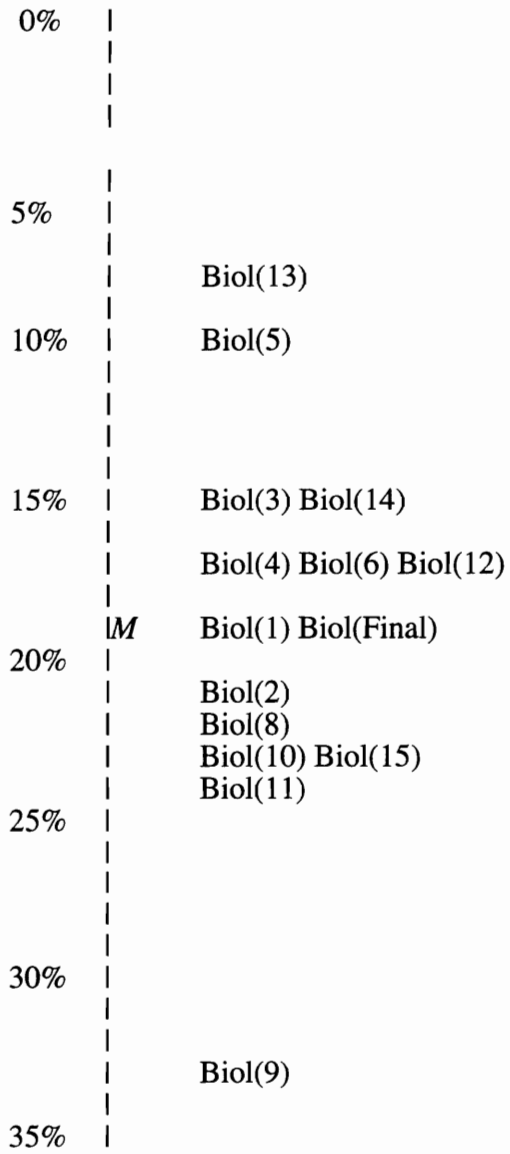 0%
5%
Biol(13)
10% Biol(5)
15% Biol(3) Biol(14)
Biol(4) Biol(6) Biol(12)
M Biol(1) Biol(Final)
20%
Biol(2)
Biol(8)
Biol(10) Biol(15)
Biol(11)
25%
30%
Biol(9)
35%